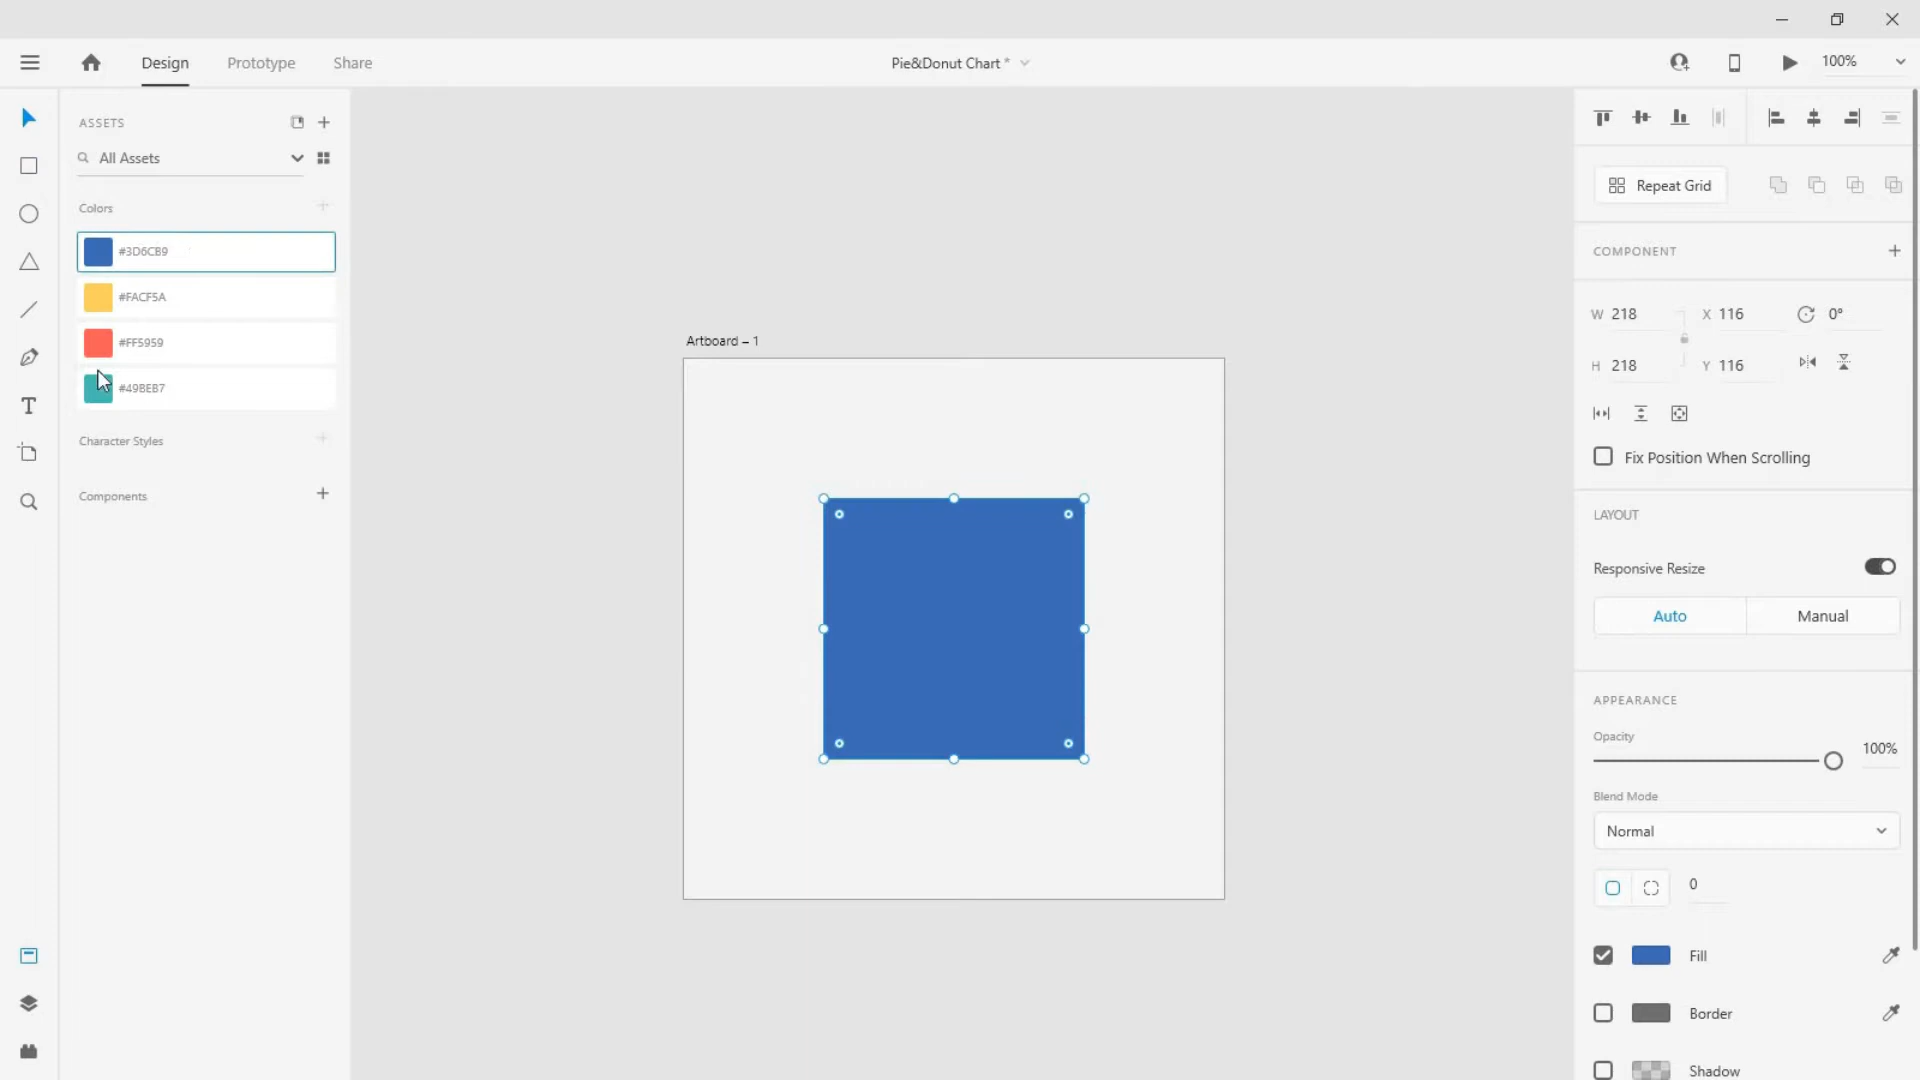 Design
Prototype
Share
Pie&Donut Chart *
100%
ASSETS
All Assets
Colors
#3D6CB9
#FACF5A
#FF5959
#49BEB7
Character Styles
Components
Artboard – 1
Repeat Grid
COMPONENT
W 218
X 116
0°
H 218
Y 116
Fix Position When Scrolling
LAYOUT
Responsive Resize
Auto
Manual
APPEARANCE
Opacity
100%
Blend Mode
Normal
0
Fill
Border
Shadow